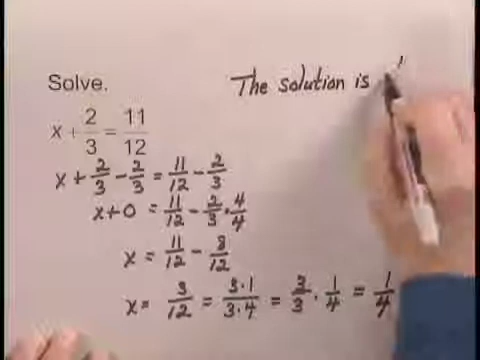 Solve.
The solution is
x + 2/3 = 11/12
x + 2/3 - 2/3 = 11/12 - 2/3
x + 0 = 11/12 - 2/3 • 4/4
x = 11/12 - 8/12
x = 3/12 = 3·1/3·4 = 3/3 · 1/4 = 1/4